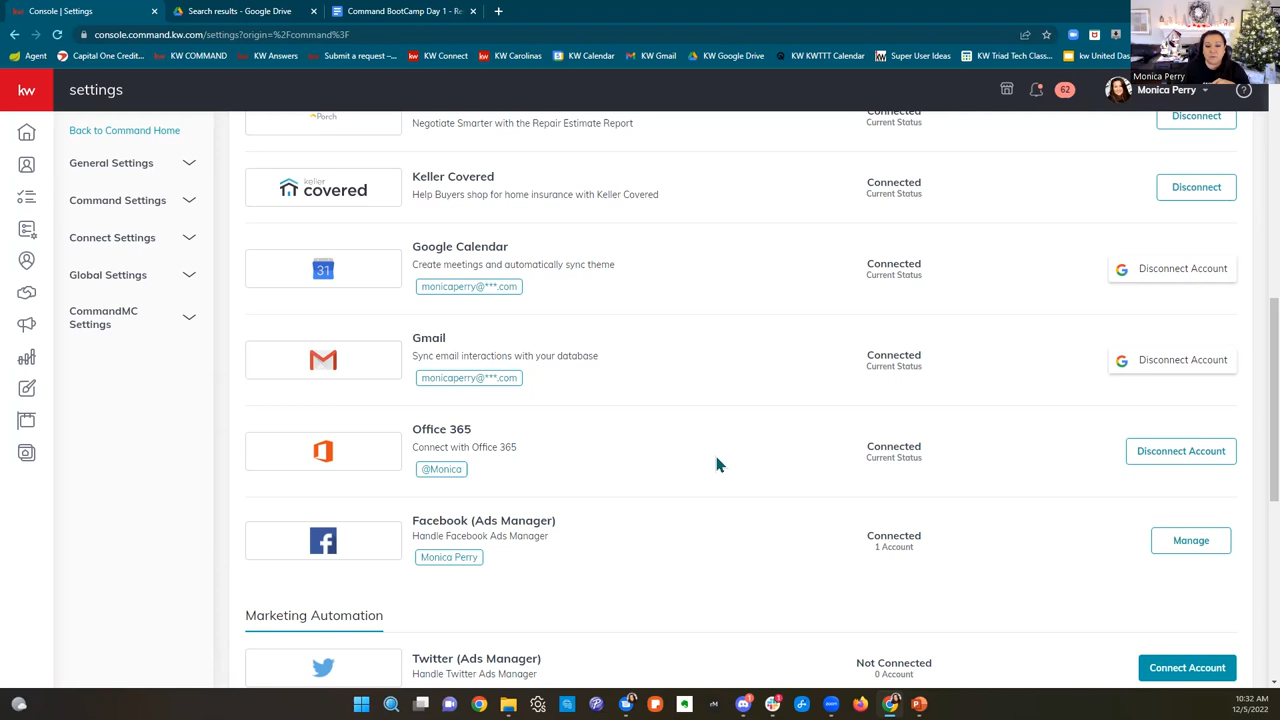 Console | Settings
Search results - Google Drive
Command BootCamp Day 1 - Re
console.command.kw.com/settings?origin=%2Fcommand%3F
Agent
Capital One Credit...
KW COMMAND
KW Answers
Submit a request –...
KW Connect
KW Carolinas
KW Calendar
KW Gmail
KW Google Drive
KW KWTTT Calendar
Super User Ideas
KW Triad Tech Class...
kw United Das
Monica Perry
kw
settings
62
Monica Perry
?
Back to Command Home
General Settings
Command Settings
Connect Settings
Global Settings
CommandMC
Settings
Porch
Negotiate Smarter with the Repair Estimate Report
Current Status
Disconnect
keller
covered
Keller Covered
Help Buyers shop for home insurance with Keller Covered
Connected
Current Status
Disconnect
31
Google Calendar
Create meetings and automatically sync theme
monicaperry@***.com
Connected
Current Status
Disconnect Account
Gmail
Sync email interactions with your database
monicaperry@***.com
Connected
Current Status
Disconnect Account
Office 365
Connect with Office 365
@Monica
Connected
Current Status
Disconnect Account
Facebook (Ads Manager)
Handle Facebook Ads Manager
Monica Perry
Connected
1 Account
Manage
Marketing Automation
Twitter (Ads Manager)
Handle Twitter Ads Manager
Not Connected
0 Account
Connect Account
10:32 AM
12/5/2022